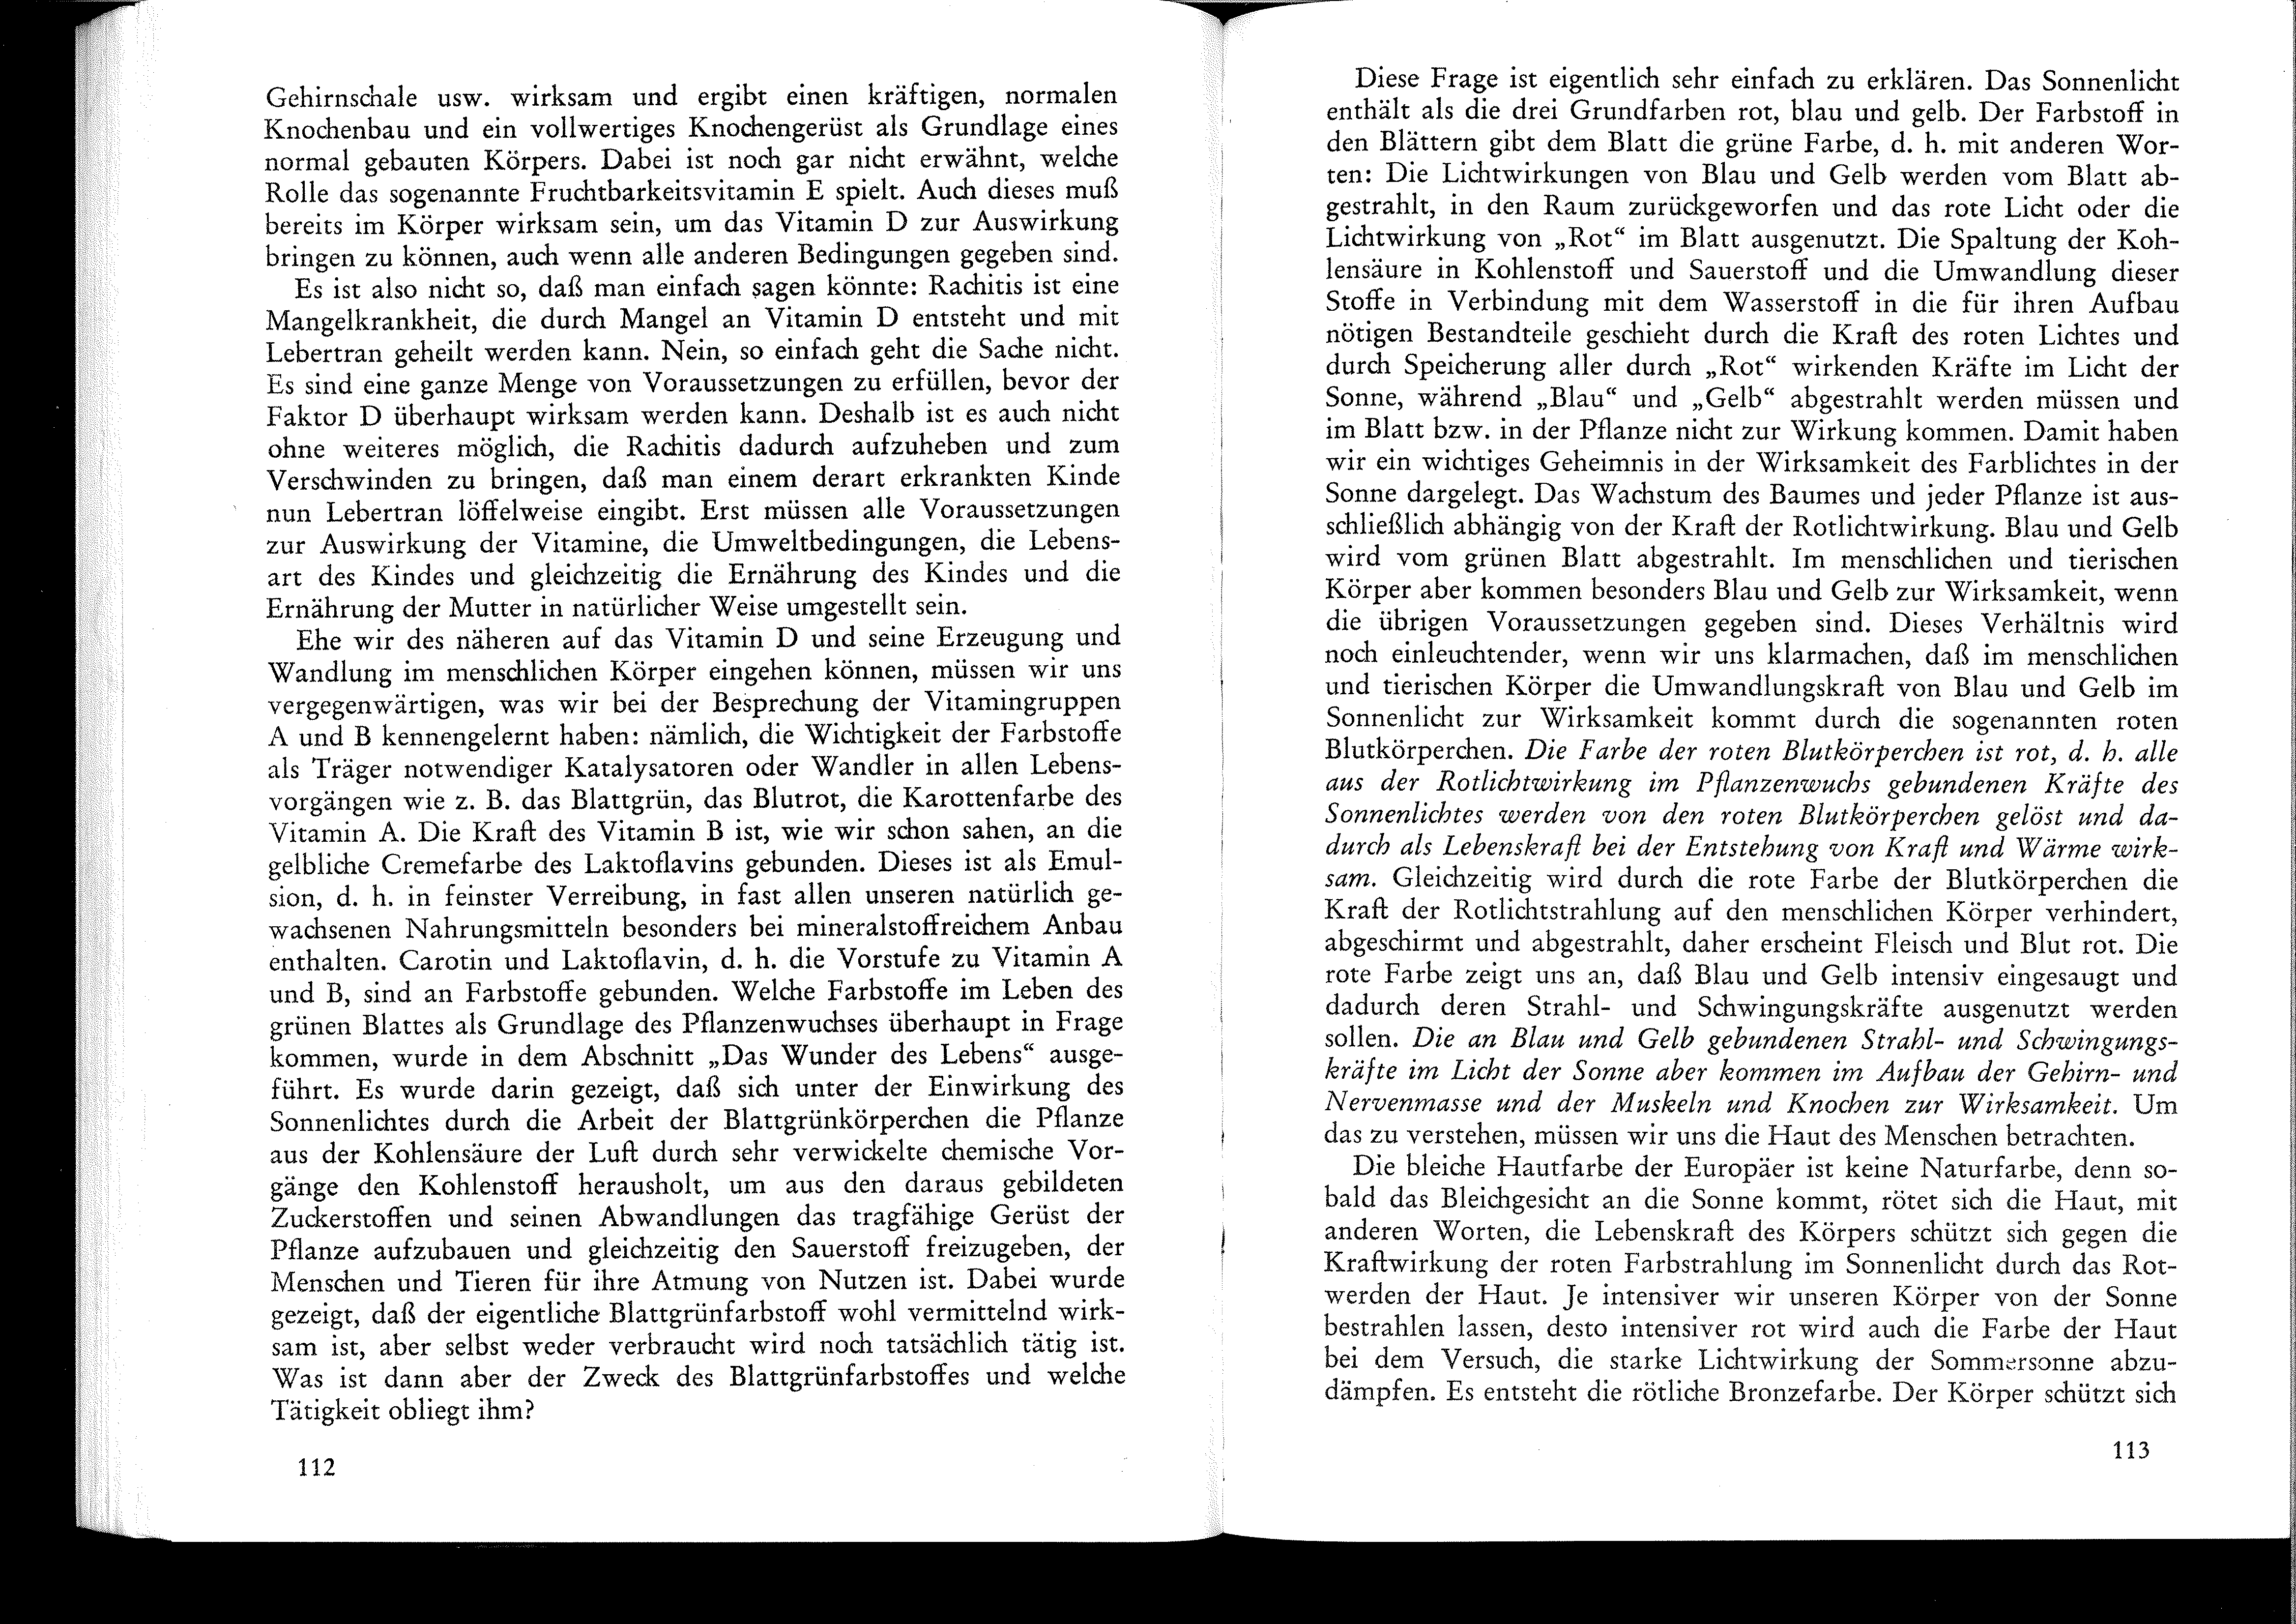 Gehirnschale usw. wirksam und ergibt einen kräftigen, normalen
Knochenbau und ein vollwertiges Knochengerüst als Grundlage eines
normal gebauten Körpers. Dabei ist noch gar nicht erwähnt, welche
Rolle das sogenannte Fruchtbarkeitsvitamin E spielt. Auch dieses muß
bereits im Körper wirksam sein, um das Vitamin D zur Auswirkung
bringen zu können, auch wenn alle anderen Bedingungen gegeben sind.
Es ist also nicht so, daß man einfach sagen könnte: Rachitis ist eine
Mangelkrankheit, die durch Mangel an Vitamin D entsteht und mit
Lebertran geheilt werden kann. Nein, so einfach geht die Sache nicht.
Es sind eine ganze Menge von Voraussetzungen zu erfüllen, bevor der
Faktor D überhaupt wirksam werden kann. Deshalb ist es auch nicht
ohne weiteres möglich, die Rachitis dadurch aufzuheben und zum
Verschwinden zu bringen, daß man einem derart erkrankten Kinde
nun Lebertran löffelweise eingibt. Erst müssen alle Voraussetzungen
zur Auswirkung der Vitamine, die Umweltbedingungen, die Lebens-
art des Kindes und gleichzeitig die Ernährung des Kindes und die
Ernährung der Mutter in natürlicher Weise umgestellt sein.
Ehe wir des näheren auf das Vitamin D und seine Erzeugung und
Wandlung im menschlichen Körper eingehen können, müssen wir uns
vergegenwärtigen, was wir bei der Besprechung der Vitamingruppen
A und B kennengelernt haben: nämlich, die Wichtigkeit der Farbstoffe
als Träger notwendiger Katalysatoren oder Wandler in allen Lebens-
vorgängen wie z. B. das Blattgrün, das Blutrot, die Karottenfarbe des
Vitamin A. Die Kraft des Vitamin B ist, wie wir schon sahen, an die
gelbliche Cremefarbe des Laktoflavins gebunden. Dieses ist als Emul-
sion, d. h. in feinster Verreibung, in fast allen unseren natürlich ge-
wachsenen Nahrungsmitteln besonders bei mineralstoffreichem Anbau
enthalten. Carotin und Laktoflavin, d. h. die Vorstufe zu Vitamin A
und B, sind an Farbstoffe gebunden. Welche Farbstoffe im Leben des
grünen Blattes als Grundlage des Pflanzenwuchses überhaupt in Frage
kommen, wurde in dem Abschnitt „Das Wunder des Lebens“ ausge-
führt. Es wurde darin gezeigt, daß sich unter der Einwirkung des
Sonnenlichtes durch die Arbeit der Blattgrünkörperchen die Pflanze
aus der Kohlensäure der Luft durch sehr verwickelte chemische Vor-
gänge den Kohlenstoff herausholt, um aus den daraus gebildeten
Zuckerstoffen und seinen Abwandlungen das tragfähige Gerüst der
Pflanze aufzubauen und gleichzeitig den Sauerstoff freizugeben, der
Menschen und Tieren für ihre Atmung von Nutzen ist. Dabei wurde
gezeigt, daß der eigentliche Blattgrünfarbstoff wohl vermittelnd wirk-
sam ist, aber selbst weder verbraucht wird noch tatsächlich tätig ist.
Was ist dann aber der Zweck des Blattgrünfarbstoffes und welche
Tätigkeit obliegt ihm?
112
Diese Frage ist eigentlich sehr einfach zu erklären. Das Sonnenlicht
enthält als die drei Grundfarben rot, blau und gelb. Der Farbstoff in
den Blättern gibt dem Blatt die grüne Farbe, d. h. mit anderen Wor-
ten: Die Lichtwirkungen von Blau und Gelb werden vom Blatt ab-
gestrahlt, in den Raum zurückgeworfen und das rote Licht oder die
Lichtwirkung von „Rot“ im Blatt ausgenutzt. Die Spaltung der Koh-
lensäure in Kohlenstoff und Sauerstoff und die Umwandlung dieser
Stoffe in Verbindung mit dem Wasserstoff in die für ihren Aufbau
nötigen Bestandteile geschieht durch die Kraft des roten Lichtes und
durch Speicherung aller durch „Rot“ wirkenden Kräfte im Licht der
Sonne, während „Blau“ und „Gelb“ abgestrahlt werden müssen und
im Blatt bzw. in der Pflanze nicht zur Wirkung kommen. Damit haben
wir ein wichtiges Geheimnis in der Wirksamkeit des Farblichtes in der
Sonne dargelegt. Das Wachstum des Baumes und jeder Pflanze ist aus-
schließlich abhängig von der Kraft der Rotlichtwirkung. Blau und Gelb
wird vom grünen Blatt abgestrahlt. Im menschlichen und tierischen
Körper aber kommen besonders Blau und Gelb zur Wirksamkeit, wenn
die übrigen Voraussetzungen gegeben sind. Dieses Verhältnis wird
noch einleuchtender, wenn wir uns klarmachen, daß im menschlichen
und tierischen Körper die Umwandlungskraft von Blau und Gelb im
Sonnenlicht zur Wirksamkeit kommt durch die sogenannten roten
Blutkörperchen. Die Farbe der roten Blutkörperchen ist rot, d. h. alle
aus der Rotlichtwirkung im Pflanzenwuchs gebundenen Kräfte des
Sonnenlichtes werden von den roten Blutkörperchen gelöst und da-
durch als Lebenskraft bei der Entstehung von Kraft und Wärme wirk-
sam. Gleichzeitig wird durch die rote Farbe der Blutkörperchen die
Kraft der Rotlichtstrahlung auf den menschlichen Körper verhindert,
abgeschirmt und abgestrahlt, daher erscheint Fleisch und Blut rot. Die
rote Farbe zeigt uns an, daß Blau und Gelb intensiv eingesaugt und
dadurch deren Strahl- und Schwingungskräfte ausgenutzt werden
sollen. Die an Blau und Gelb gebundenen Strahl- und Schwingungs-
kräfte im Licht der Sonne aber kommen im Aufbau der Gehirn- und
Nervenmasse und der Muskeln und Knochen zur Wirksamkeit. Um
das zu verstehen, müssen wir uns die Haut des Menschen betrachten.
Die bleiche Hautfarbe der Europäer ist keine Naturfarbe, denn so-
bald das Bleichgesicht an die Sonne kommt, rötet sich die Haut, mit
anderen Worten, die Lebenskraft des Körpers schützt sich gegen die
Kraftwirkung der roten Farbstrahlung im Sonnenlicht durch das Rot-
werden der Haut. Je intensiver wir unseren Körper von der Sonne
bestrahlen lassen, desto intensiver rot wird auch die Farbe der Haut
bei dem Versuch, die starke Lichtwirkung der Sommersonne abzu-
dämpfen. Es entsteht die rötliche Bronzefarbe. Der Körper schützt sich
113